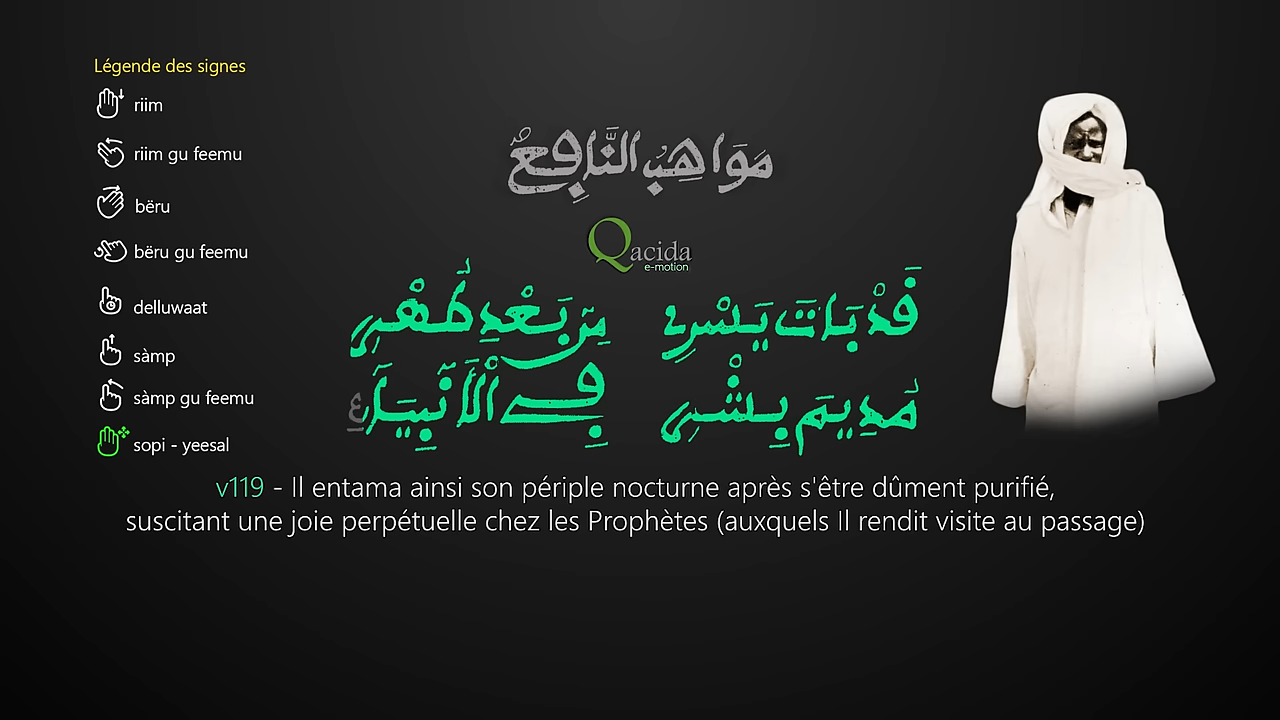 Légende des signes
riim
riim gu feemu
bëru
bëru gu feemu
delluwaat
sàmp
sàmp gu feemu
sopi - yeesal
مَوَاهِبُ النَّافِعُ
Qacida
e-motion
قَدْ بَاتَ يَسْرِے مِنْ بَعْدِ طُهْرِ
مُدِيمَ بِشْرِ فِے الْأَنْبِيَاءِ
v119 - Il entama ainsi son périple nocturne après s'être dûment purifié,
suscitant une joie perpétuelle chez les Prophètes (auxquels Il rendit visite au passage)